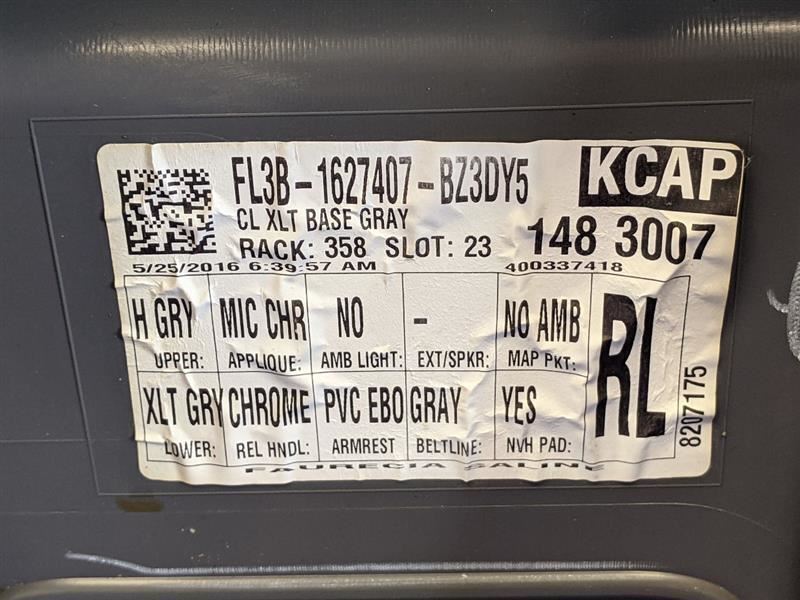 FL3B-1627407-BZ3DY5
KCAP
CL XLT BASE GRAY
RACK: 358 SLOT: 23
148 3007
5/25/2016 6:39:57 AM
400337418
H GRY MIC CHR NO - NO AMB
UPPER: APPLIQUE: AMB LIGHT: EXT/SPKR: MAP PKT:
RL
XLT GRY CHROME PVC EBO GRAY YES
LOWER: REL HNDL: ARMREST BELTLINE: NVH PAD:
8207175
FAURECIA SALINE